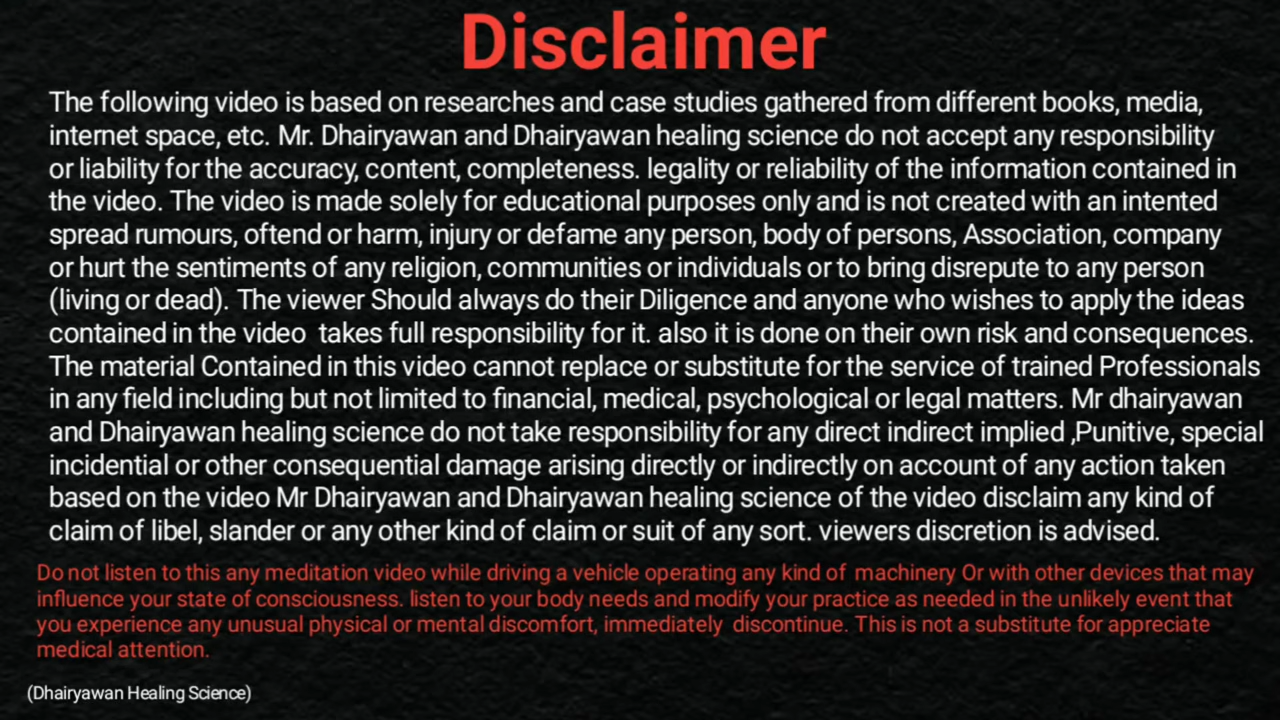 Disclaimer
The following video is based on researches and case studies gathered from different books, media,
internet space, etc. Mr. Dhairyawan and Dhairyawan healing science do not accept any responsibility
or liability for the accuracy, content, completeness. legality or reliability of the information contained in
the video. The video is made solely for educational purposes only and is not created with an intented
spread rumours, oftend or harm, injury or defame any person, body of persons, Association, company
or hurt the sentiments of any religion, communities or individuals or to bring disrepute to any person
(living or dead). The viewer Should always do their Diligence and anyone who wishes to apply the ideas
contained in the video  takes full responsibility for it. also it is done on their own risk and consequences.
The material Contained in this video cannot replace or substitute for the service of trained Professionals
in any field including but not limited to financial, medical, psychological or legal matters. Mr dhairyawan
and Dhairyawan healing science do not take responsibility for any direct indirect implied ,Punitive, special
incidential or other consequential damage arising directly or indirectly on account of any action taken
based on the video Mr Dhairyawan and Dhairyawan healing science of the video disclaim any kind of
claim of libel, slander or any other kind of claim or suit of any sort. viewers discretion is advised.
Do not listen to this any meditation video while driving a vehicle operating any kind of  machinery Or with other devices that may
influence your state of consciousness. listen to your body needs and modify your practice as needed in the unlikely event that
you experience any unusual physical or mental discomfort, immediately  discontinue. This is not a substitute for appreciate
medical attention.
(Dhairyawan Healing Science)